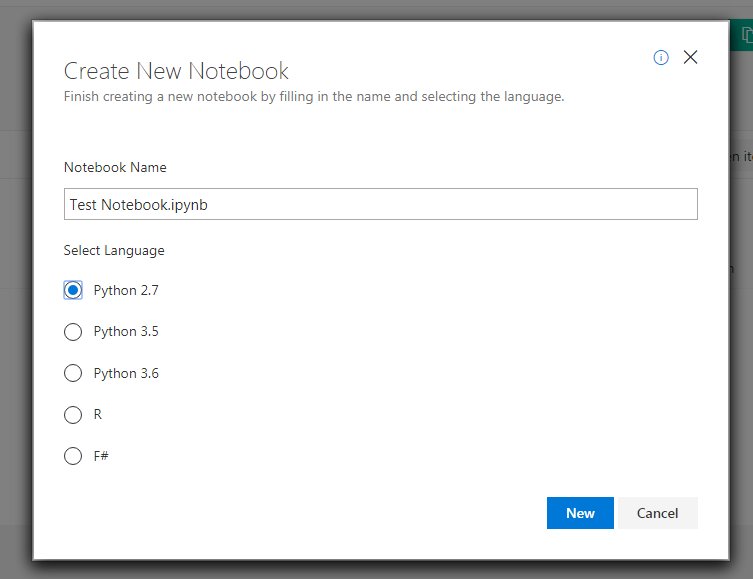 Create New Notebook
Finish creating a new notebook by filling in the name and selecting the language.
Notebook Name
Test Notebook.ipynb
Select Language
Python 2.7
Python 3.5
Python 3.6
R
F#
New
Cancel